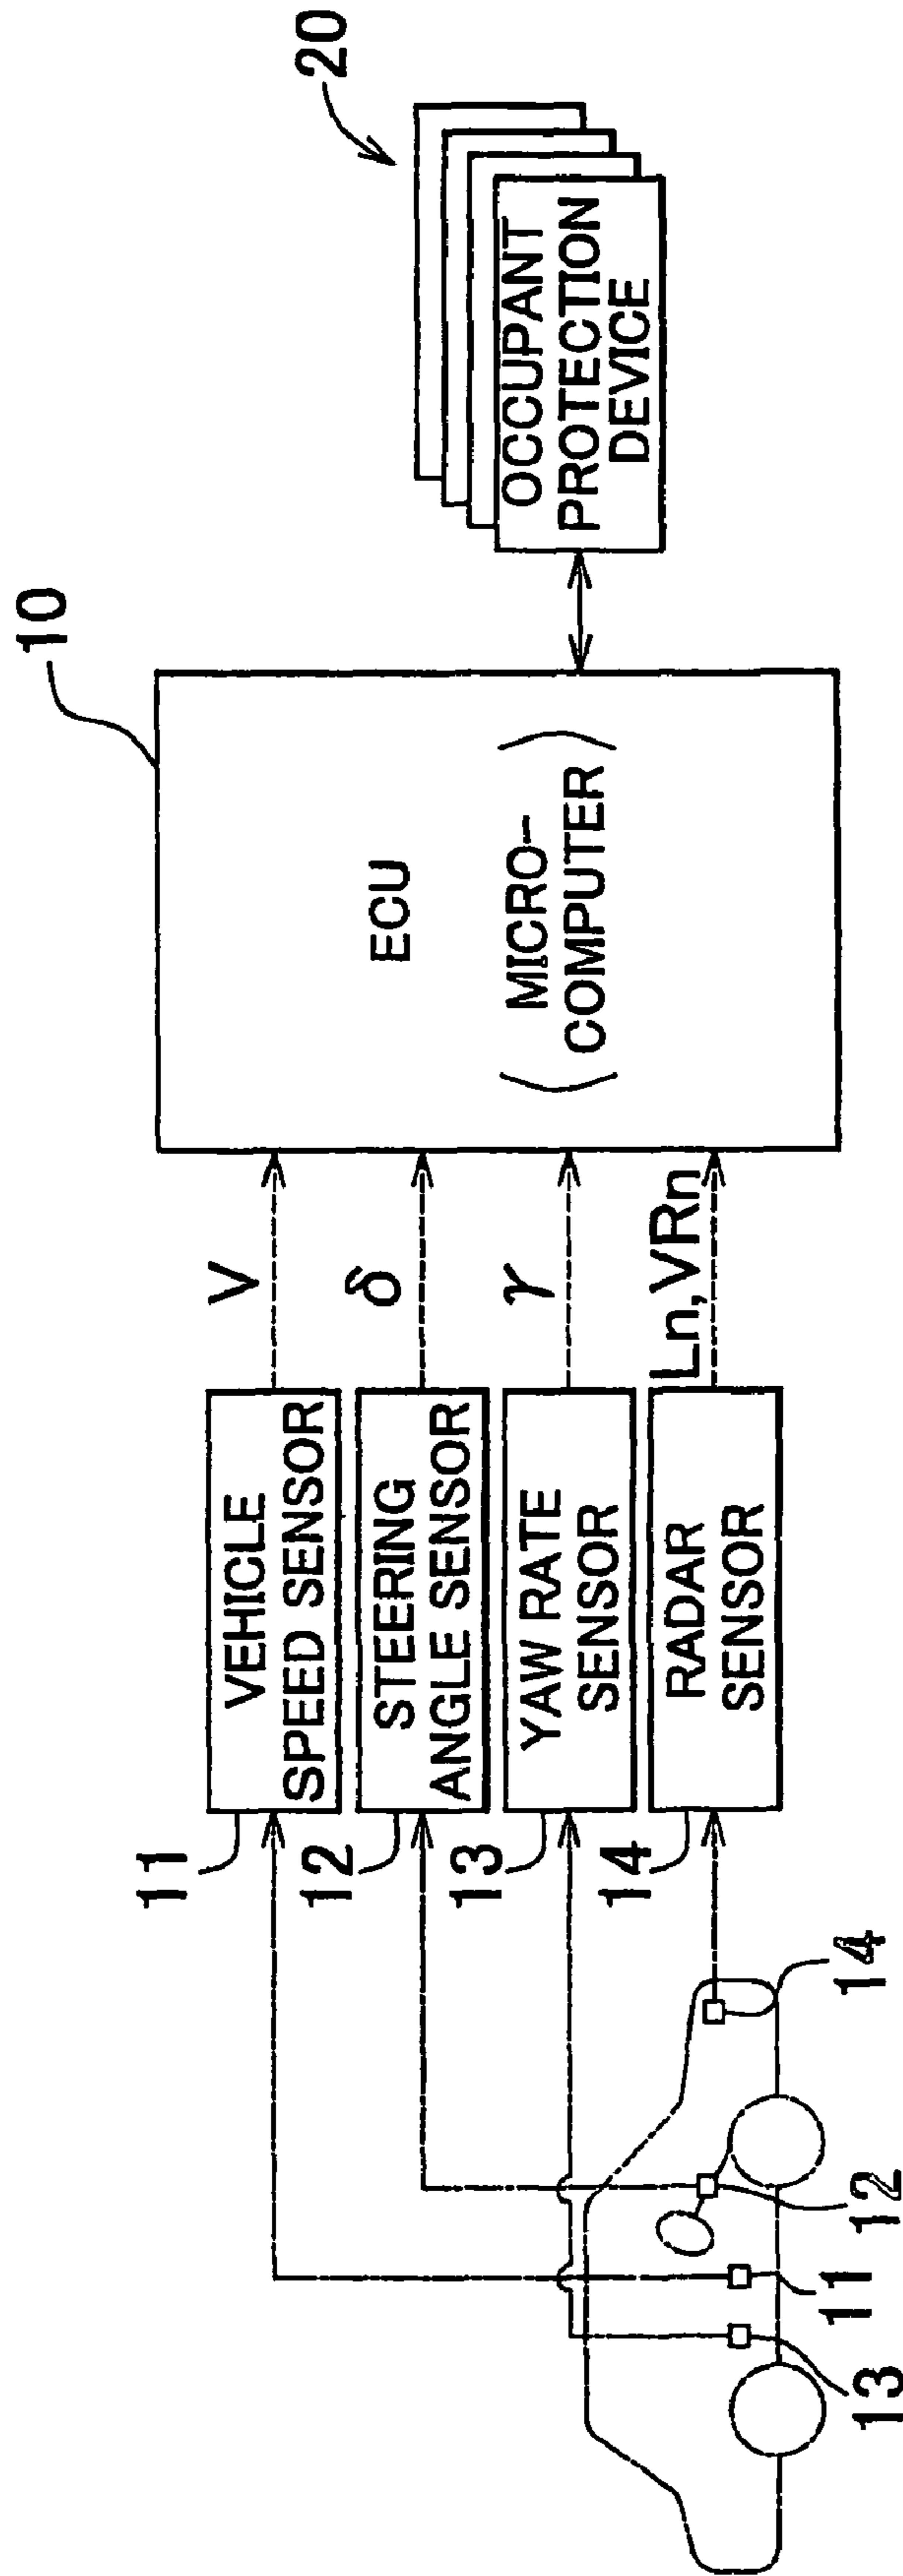 10
20
ECU
(MICRO-
COMPUTER)
OCCUPANT
PROTECTION
DEVICE
V
δ
γ
Ln,VRn
11
VEHICLE
SPEED SENSOR
12
STEERING
ANGLE SENSOR
13
YAW RATE
SENSOR
14
RADAR
SENSOR
13
11
12
14